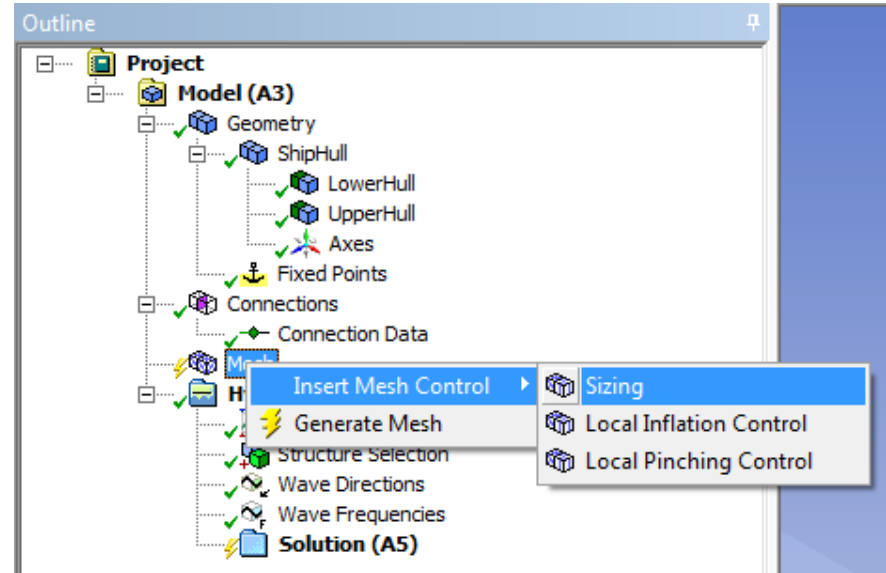 Outline
Project
Model (A3)
Geometry
ShipHull
LowerHull
UpperHull
Axes
Fixed Points
Connections
Connection Data
Insert Mesh Control
Sizing
Generate Mesh
Local Inflation Control
Structure Selection
Local Pinching Control
Wave Directions
Wave Frequencies
Solution (A5)